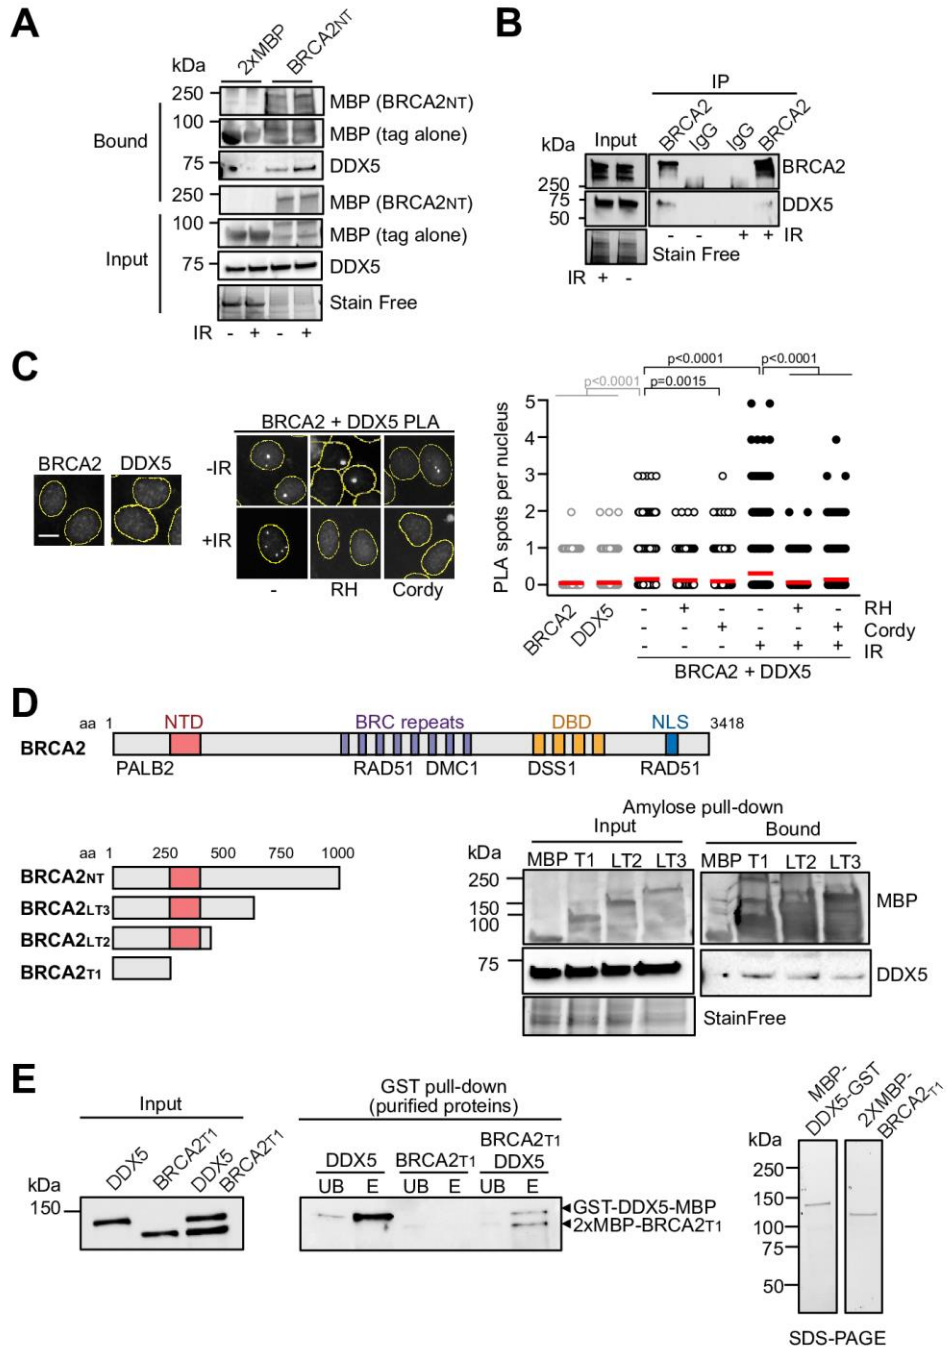 A
2xMBP
BRCA2NT
kDa
Bound
250
MBP (BRCA2NT)
100
MBP (tag alone)
75
DDX5
Input
250
MBP (BRCA2NT)
100
MBP (tag alone)
75
DDX5
Stain Free
IR - + - +
B
IP
kDa
Input
BRCA2
IgG
IgG
BRCA2
BRCA2
250
75
DDX5
50
- - + + IR
Stain Free
IR + -
C
BRCA2 + DDX5 PLA
BRCA2 DDX5
-IR
+IR
- RH Cordy
p<0.0001 p<0.0001
p<0.0001 p=0.0015
PLA spots per nucleus
5
4
3
2
1
0
BRCA2
DDX5
- + - - + - RH
- - + - - + Cordy
- - - + + + IR
BRCA2 + DDX5
D
aa 1 NTD BRC repeats DBD NLS 3418
BRCA2
PALB2 RAD51 DMC1 DSS1 RAD51
aa 1 250 500 750 1000
BRCA2NT
BRCA2LT3
BRCA2LT2
BRCA2T1
Amylose pull-down
Input Bound
kDa MBP T1 LT2 LT3 MBP T1 LT2 LT3
250
150
100
MBP
75
DDX5
StainFree
E
Input
DDX5
BRCA2T1
DDX5
BRCA2T1
kDa
150
GST pull-down
(purified proteins)
BRCA2T1
DDX5 BRCA2T1 DDX5
UB E UB E UB E
GST-DDX5-MBP
2xMBP-BRCA2T1
MBP-
DDX5-GST
2XMBP-
BRCA2T1
kDa
250
150
100
75
50
SDS-PAGE